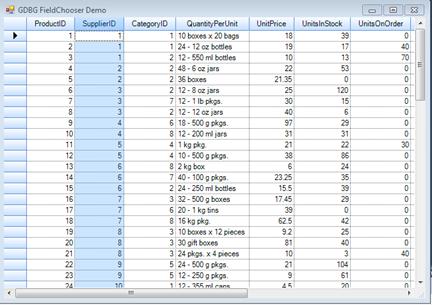 GDBG FieldChooser Demo
ProductID SupplierID CategoryID QuantityPerUnit UnitPrice UnitsInStock UnitsOnOrder
1 1 1 10 boxes x 20 bags 18 39 0
2 1 1 24 - 12 oz bottles 19 17 40
3 1 2 12 - 550 ml bottles 10 13 70
4 2 2 48 - 6 oz jars 22 53 0
5 2 2 36 boxes 21.35 0 0
6 3 2 12 - 8 oz jars 25 120 0
7 3 7 12 - 1 lb pkgs. 30 15 0
8 3 2 12 - 12 oz jars 40 6 0
9 4 6 18 - 500 g pkgs. 97 29 0
10 4 8 12 - 200 ml jars 31 31 0
11 5 4 1 kg pkg. 21 22 30
12 5 4 10 - 500 g pkgs. 38 86 0
13 6 8 2 kg box 6 24 0
14 6 7 40 - 100 g pkgs. 23.25 35 0
15 6 2 24 - 250 ml bottles 15.5 39 0
16 7 3 32 - 500 g boxes 17.45 29 0
17 7 6 20 - 1 kg tins 39 0 0
18 7 8 16 kg pkg. 62.5 42 0
19 8 3 10 boxes x 12 pieces 9.2 25 0
20 8 3 30 gift boxes 81 40 0
21 8 3 24 pkgs. x 4 pieces 10 3 40
22 9 5 24 - 500 g pkgs. 21 104 0
23 9 5 12 - 250 g pkgs. 9 61 0
24 10 1 12 - 355 ml cans 4.5 20 0